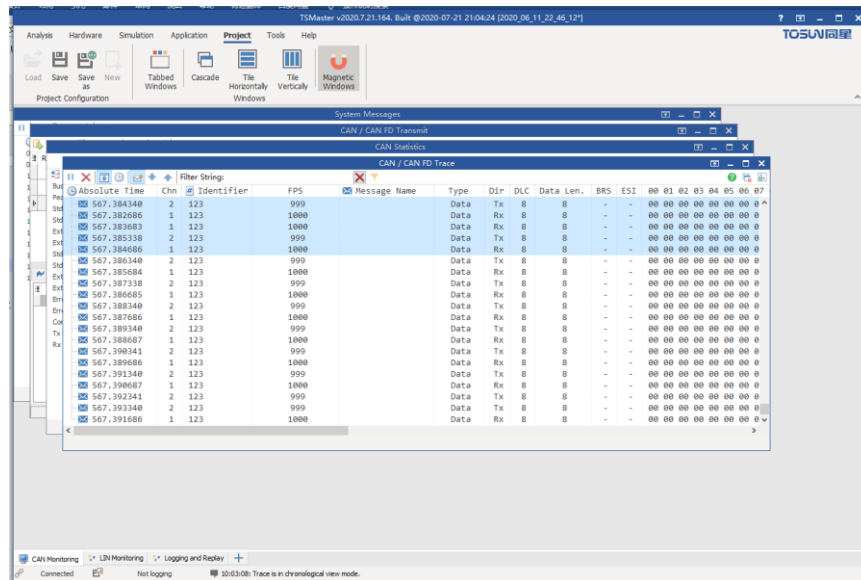 TSMaster v2020.7.21.164. Built @2020-07-21 21:04:24 [2020_06_11_22_46_12*]
Analysis Hardware Simulation Application Project Tools Help
TOSUN同星
Load Save Save as New Tabbed Windows Cascade Tile Horizontally Tile Vertically Magnetic Windows
Project Configuration Windows
System Messages
CAN / CAN FD Transmit
CAN Statistics
CAN / CAN FD Trace
Filter String:
Absolute Time Chn Identifier FPS Message Name Type Dir DLC Data Len. BRS ESI 00 01 02 03 04 05 06 07
567.384340 2 123 999 Data Tx 8 8 - - 00 00 00 00 00 00 00 0
567.382686 1 123 1000 Data Rx 8 8 - - 00 00 00 00 00 00 00 0
567.383683 1 123 1000 Data Rx 8 8 - - 00 00 00 00 00 00 00 0
567.385338 2 123 999 Data Tx 8 8 - - 00 00 00 00 00 00 00 0
567.384686 1 123 1000 Data Rx 8 8 - - 00 00 00 00 00 00 00 0
567.386340 2 123 999 Data Tx 8 8 - - 00 00 00 00 00 00 00 0
567.385684 1 123 1000 Data Rx 8 8 - - 00 00 00 00 00 00 00 0
567.387338 2 123 999 Data Tx 8 8 - - 00 00 00 00 00 00 00 0
567.386685 1 123 1000 Data Rx 8 8 - - 00 00 00 00 00 00 00 0
567.388340 2 123 999 Data Tx 8 8 - - 00 00 00 00 00 00 00 0
567.387686 1 123 1000 Data Rx 8 8 - - 00 00 00 00 00 00 00 0
567.389340 2 123 999 Data Tx 8 8 - - 00 00 00 00 00 00 00 0
567.388687 1 123 1000 Data Rx 8 8 - - 00 00 00 00 00 00 00 0
567.390341 2 123 999 Data Tx 8 8 - - 00 00 00 00 00 00 00 0
567.389686 1 123 1000 Data Rx 8 8 - - 00 00 00 00 00 00 00 0
567.391340 2 123 999 Data Tx 8 8 - - 00 00 00 00 00 00 00 0
567.390687 1 123 1000 Data Rx 8 8 - - 00 00 00 00 00 00 00 0
567.392341 2 123 999 Data Tx 8 8 - - 00 00 00 00 00 00 00 0
567.393340 2 123 999 Data Tx 8 8 - - 00 00 00 00 00 00 00 0
567.391686 1 123 1000 Data Rx 8 8 - - 00 00 00 00 00 00 00 0
CAN Monitoring LIN Monitoring Logging and Replay
Connected Not logging 10:03:08: Trace is in chronological view mode.